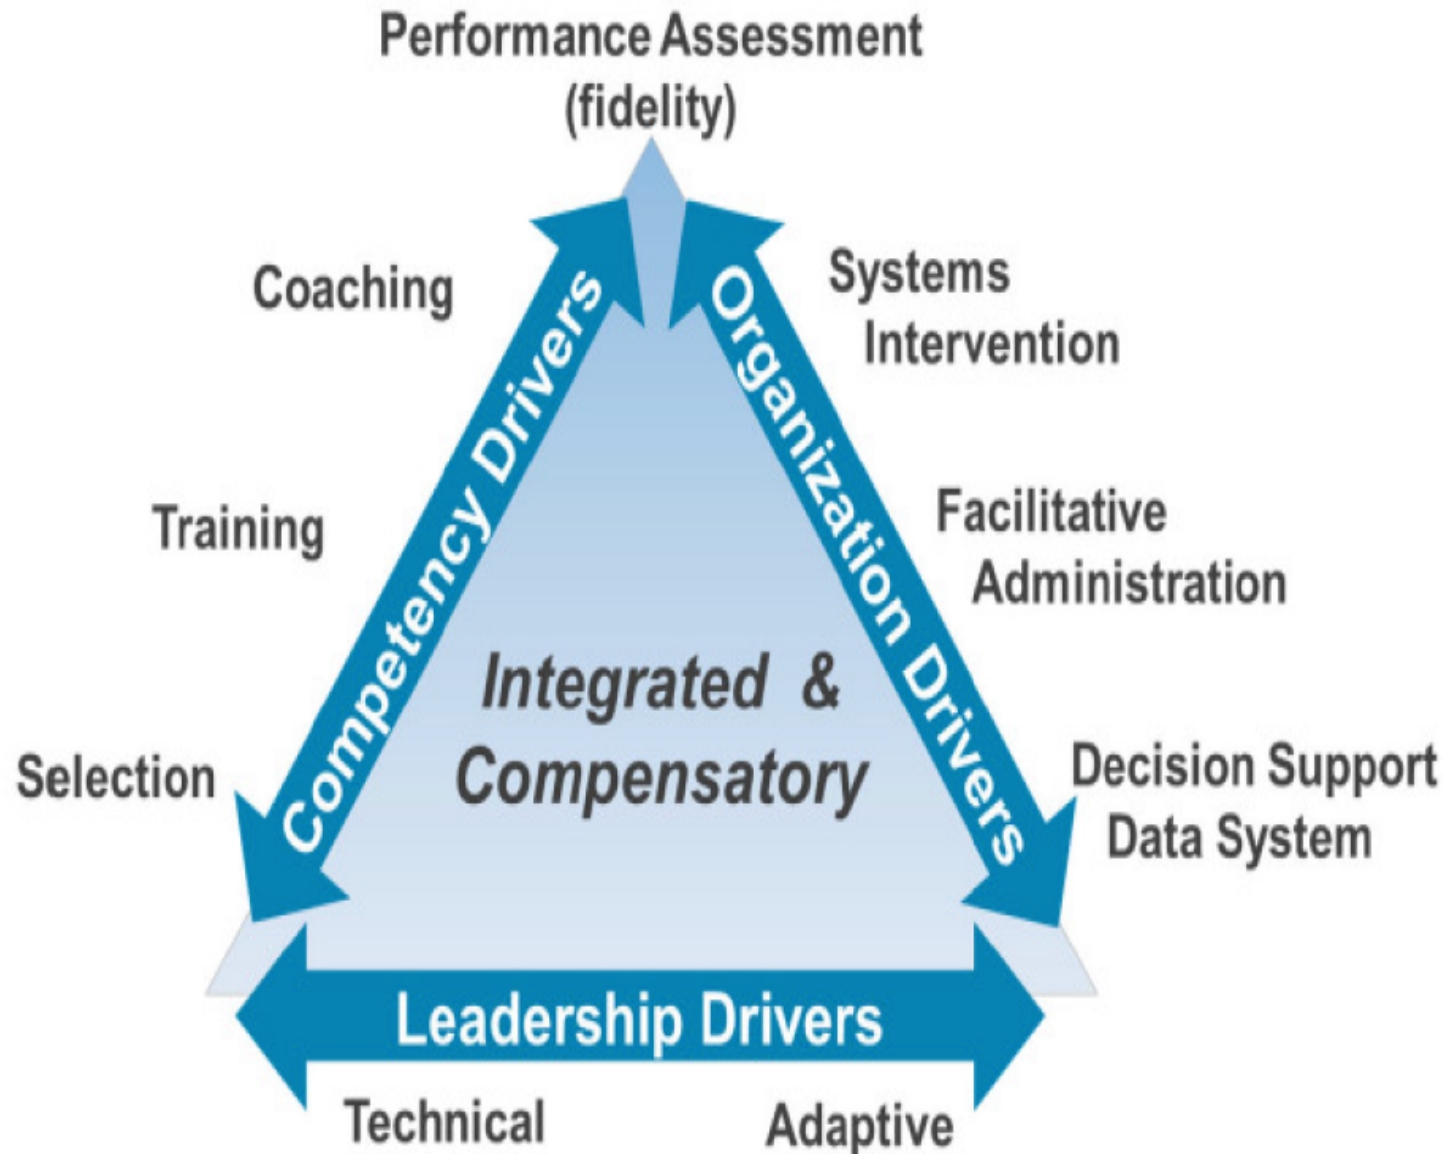 Performance Assessment
(fidelity)
Coaching
Training
Selection
Competency Drivers
Organization Drivers
Systems
Intervention
Facilitative
Administration
Decision Support
Data System
Integrated &
Compensatory
Leadership Drivers
Technical
Adaptive